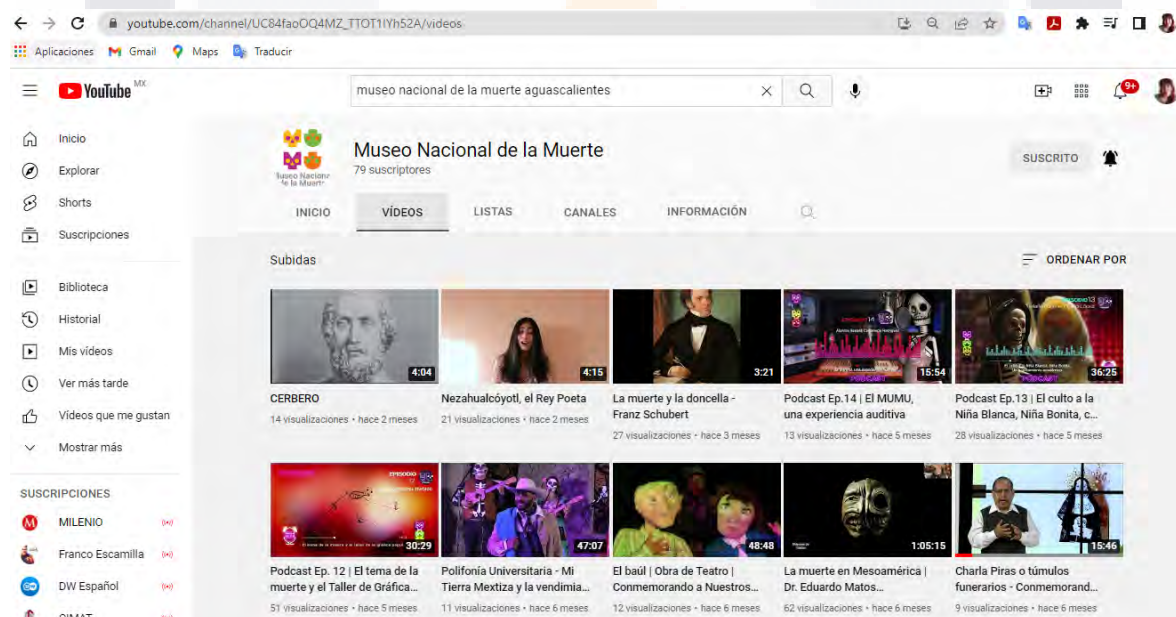 youtube.com/channel/UC84faoOQ4MZ_TTOT1IYh52A/videos
Aplicaciones Gmail Maps Traducir
YouTube MX
museo nacional de la muerte aguascalientes
9+
Inicio
Explorar
Shorts
Suscripciones
Biblioteca
Historial
Mis vídeos
Ver más tarde
Vídeos que me gustan
Mostrar más
SUSCRIPCIONES
MILENIO
Franco Escamilla
DW Español
CIMAT
Museo Nacional de la Muerte
79 suscriptores
SUSCRITO
INICIO VÍDEOS LISTAS CANALES INFORMACIÓN
Subidas
ORDENAR POR
4:04 4:15 3:21 15:54 36:25
CERBERO
14 visualizaciones • hace 2 meses
Nezahualcóyotl, el Rey Poeta
21 visualizaciones • hace 2 meses
La muerte y la doncella -
Franz Schubert
27 visualizaciones • hace 3 meses
PODCAST
Podcast Ep.14 | El MUMU,
una experiencia auditiva
13 visualizaciones • hace 5 meses
PODCAST
Podcast Ep.13 | El culto a la
Niña Blanca, Niña Bonita, c...
28 visualizaciones • hace 5 meses
30:29 47:07 48:48 1:05:15 15:46
Podcast Ep. 12 | El tema de la
muerte y el Taller de Gráfica...
51 visualizaciones • hace 5 meses
Polifonía Universitaria - Mi
Tierra Mextiza y la vendimia...
11 visualizaciones • hace 6 meses
El baúl | Obra de Teatro |
Conmemorando a Nuestros...
12 visualizaciones • hace 6 meses
La muerte en Mesoamérica |
Dr. Eduardo Matos...
62 visualizaciones • hace 6 meses
Charla Piras o túmulos
funerarios - Conmemorand...
9 visualizaciones • hace 6 meses